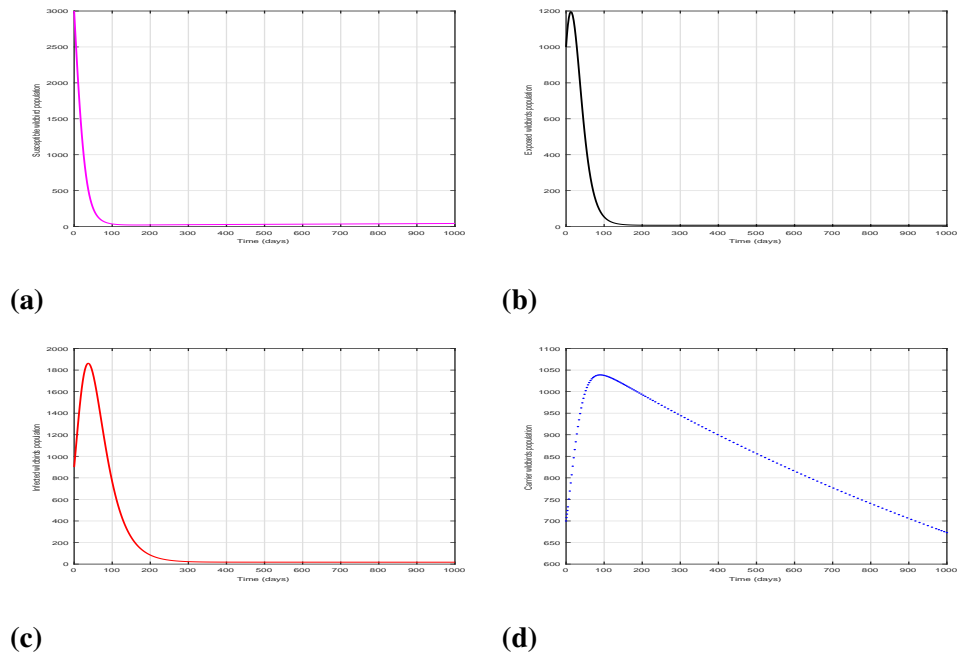 3000
2500
2000
1500
1000
500
0
Susceptible wildbird population
0 100 200 300 400 500 600 700 800 900 1000
Time (days)
(a)
1200
1000
800
600
400
200
0
Exposed wildbirds population
0 100 200 300 400 500 600 700 800 900 1000
Time (days)
(b)
2000
1800
1600
1400
1200
1000
800
600
400
200
0
Infected wildbirds population
0 100 200 300 400 500 600 700 800 900 1000
Time (days)
(c)
1100
1050
1000
950
900
850
800
750
700
650
600
Carrier wildbirds population
0 100 200 300 400 500 600 700 800 900 1000
Time (days)
(d)